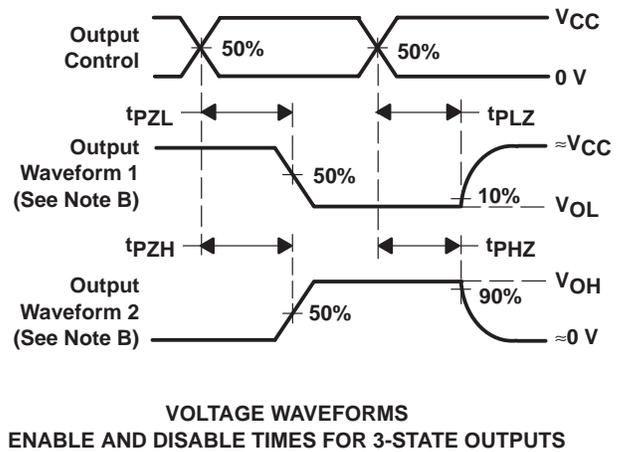 Output
Control
50%
50%
VCC
0 V
tPZL
tPLZ
Output
Waveform 1
(See Note B)
50%
10%
≈VCC
VOL
tPZH
tPHZ
Output
Waveform 2
(See Note B)
50%
90%
VOH
≈0 V
VOLTAGE WAVEFORMS
ENABLE AND DISABLE TIMES FOR 3-STATE OUTPUTS